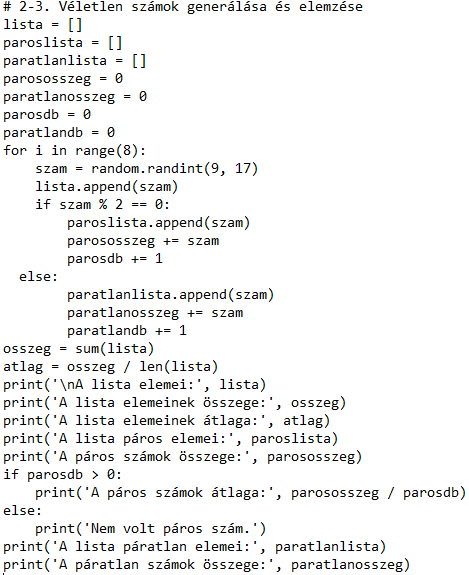 # 2-3. Véletlen számok generálása és elemzése
lista = []
paroslista = []
paratlanlista = []
parososszeg = 0
paratlanosszeg = 0
parosdb = 0
paratlandb = 0
for i in range(8):
    szam = random.randint(9, 17)
    lista.append(szam)
    if szam % 2 == 0:
        paroslista.append(szam)
        parososszeg += szam
        parosdb += 1
  else:
        paratlanlista.append(szam)
        paratlanosszeg += szam
        paratlandb += 1
osszeg = sum(lista)
atlag = osszeg / len(lista)
print('\nA lista elemei:', lista)
print('A lista elemeinek összege:', osszeg)
print('A lista elemeinek átlaga:', atlag)
print('A lista páros elemei:', paroslista)
print('A páros számok összege:', parososszeg)
if parosdb > 0:
    print('A páros számok átlaga:', parososszeg / parosdb)
else:
    print('Nem volt páros szám.')
print('A lista páratlan elemei:', paratlanlista)
print('A páratlan számok összege:', paratlanosszeg)